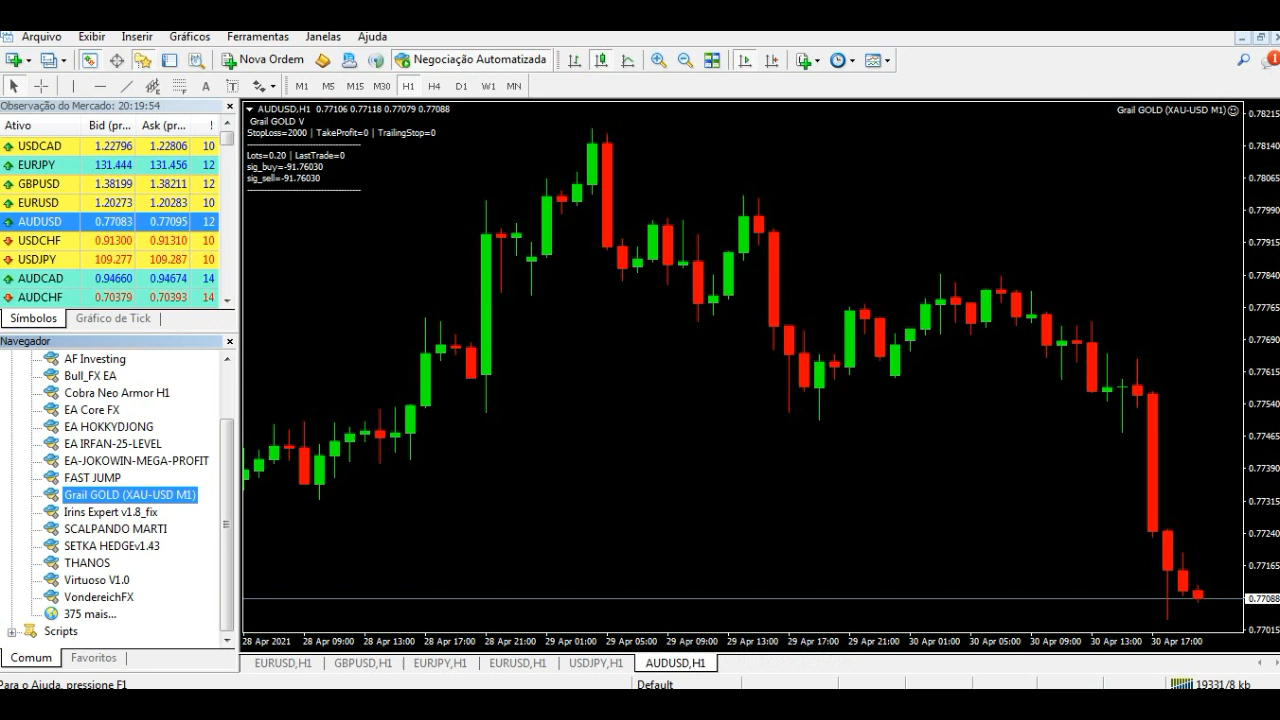 Arquivo Exibir Inserir Gráficos Ferramentas Janelas Ajuda
Nova Ordem Negociação Automatizada
1
A T M1 M5 M15 M30 H1 H4 D1 W1 MN
Observação do Mercado: 20:19:54
Ativo Bid (pr... Ask (pr... !
USDCAD 1.22796 1.22806 10
EURJPY 131.444 131.456 12
GBPUSD 1.38199 1.38211 12
EURUSD 1.20273 1.20283 10
AUDUSD 0.77083 0.77095 12
USDCHF 0.91300 0.91310 10
USDJPY 109.277 109.287 10
AUDCAD 0.94660 0.94674 14
AUDCHF 0.70379 0.70393 14
Símbolos Gráfico de Tick
Navegador
AF Investing
Bull_FX EA
Cobra Neo Armor H1
EA Core FX
EA HOKKYDJONG
EA IRFAN-25-LEVEL
EA-JOKOWIN-MEGA-PROFIT
FAST JUMP
Grail GOLD (XAU-USD M1)
Irins Expert v1.8_fix
SCALPANDO MARTI
SETKA HEDGEv1.43
THANOS
Virtuoso V1.0
VondereichFX
375 mais...
Scripts
Comum Favoritos
AUDUSD,H1 0.77106 0.77118 0.77079 0.77088
Grail GOLD (XAU-USD M1)
Grail GOLD V
StopLoss=2000 | TakeProfit=0 | TrailingStop=0
Lots=0.20 | LastTrade=0
sig_buy=-91.76030
sig_sell=-91.76030
0.78215
0.78140
0.78065
0.77990
0.77915
0.77840
0.77765
0.77690
0.77615
0.77540
0.77465
0.77390
0.77315
0.77240
0.77165
0.77088
0.77015
28 Apr 2021 28 Apr 09:00 28 Apr 13:00 28 Apr 17:00 28 Apr 21:00 29 Apr 01:00 29 Apr 05:00 29 Apr 09:00 29 Apr 13:00 29 Apr 17:00 29 Apr 21:00 30 Apr 01:00 30 Apr 05:00 30 Apr 09:00 30 Apr 13:00 30 Apr 17:00
EURUSD,H1 GBPUSD,H1 EURJPY,H1 EURUSD,H1 USDJPY,H1 AUDUSD,H1
Para o Ajuda, pressione F1 Default 19331/8 kb